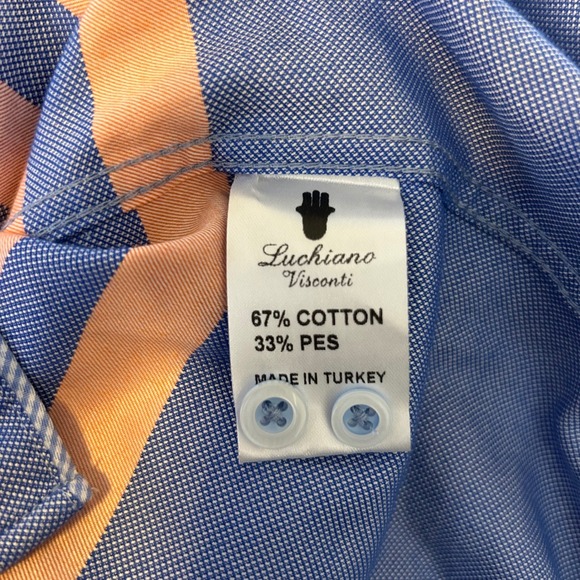 Luchiano
Visconti
67% COTTON
33% PES
MADE IN TURKEY